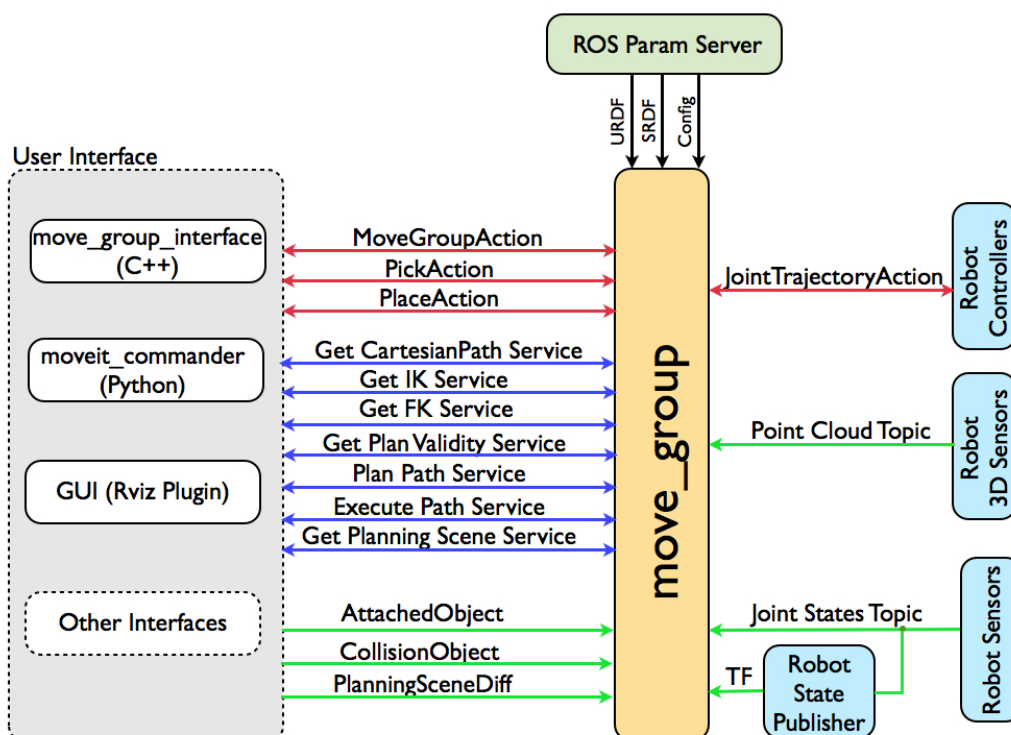 ROS Param Server
URDF
SRDF
Config
User Interface
move_group_interface
(C++)
moveit_commander
(Python)
GUI (Rviz Plugin)
Other Interfaces
MoveGroupAction
PickAction
PlaceAction
Get CartesianPath Service
Get IK Service
Get FK Service
Get Plan Validity Service
Plan Path Service
Execute Path Service
Get Planning Scene Service
AttachedObject
CollisionObject
PlanningSceneDiff
move_group
JointTrajectoryAction
Robot
Controllers
Point Cloud Topic
Robot
3D Sensors
Joint States Topic
Robot Sensors
TF
Robot
State
Publisher